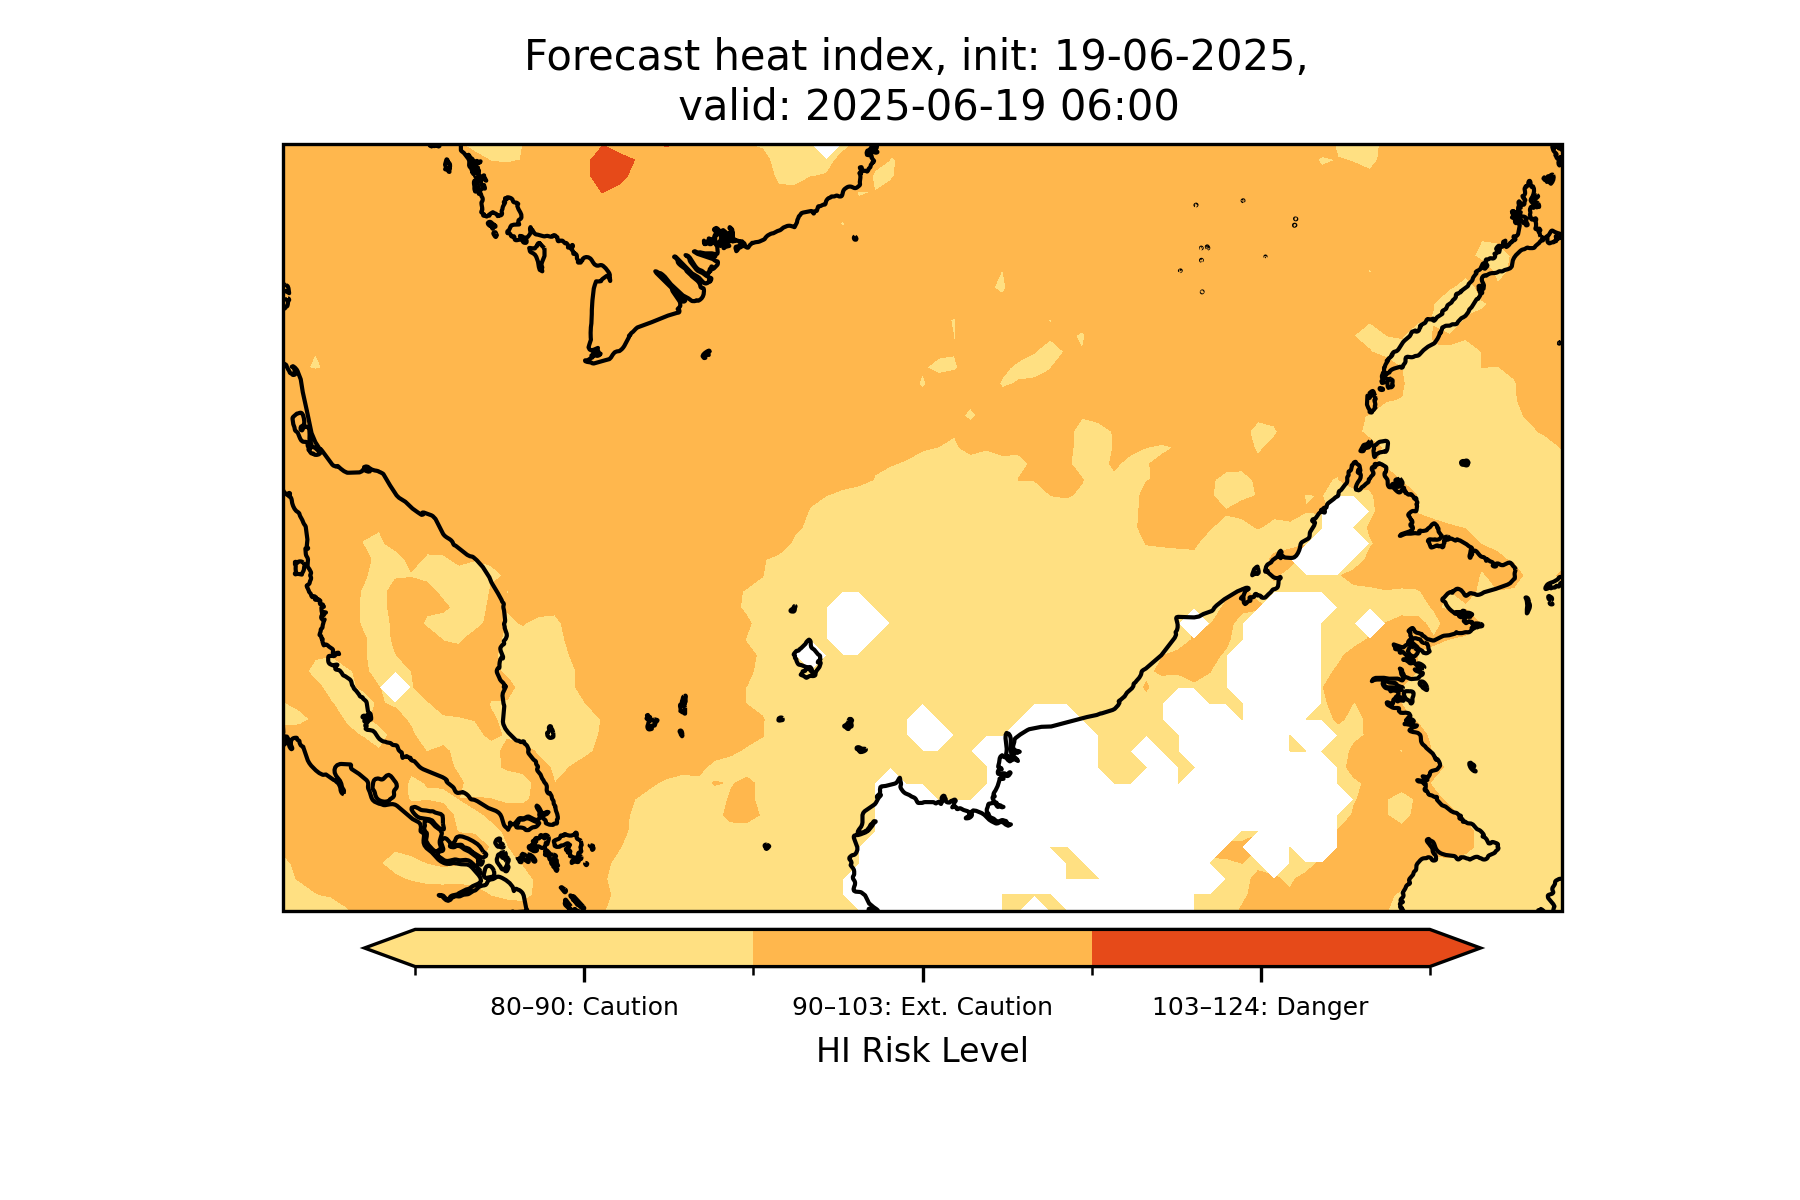 Forecast heat index, init: 19-06-2025,
valid: 2025-06-19 06:00
80–90: Caution
90–103: Ext. Caution
103–124: Danger
HI Risk Level